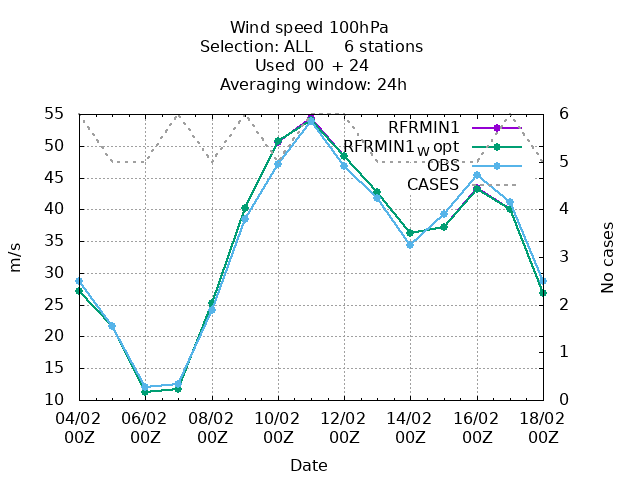 Wind speed 100hPa
Selection: ALL 6 stations
Used 00 + 24
Averaging window: 24h
55
50
45
40
35
30
25
20
15
10
m/s
RFRMIN1
RFRMIN1_w opt
OBS
CASES
6
5
4
3
2
1
0
No cases
04/02 06/02 08/02 10/02 12/02 14/02 16/02 18/02
00Z 00Z 00Z 00Z 00Z 00Z 00Z 00Z
Date